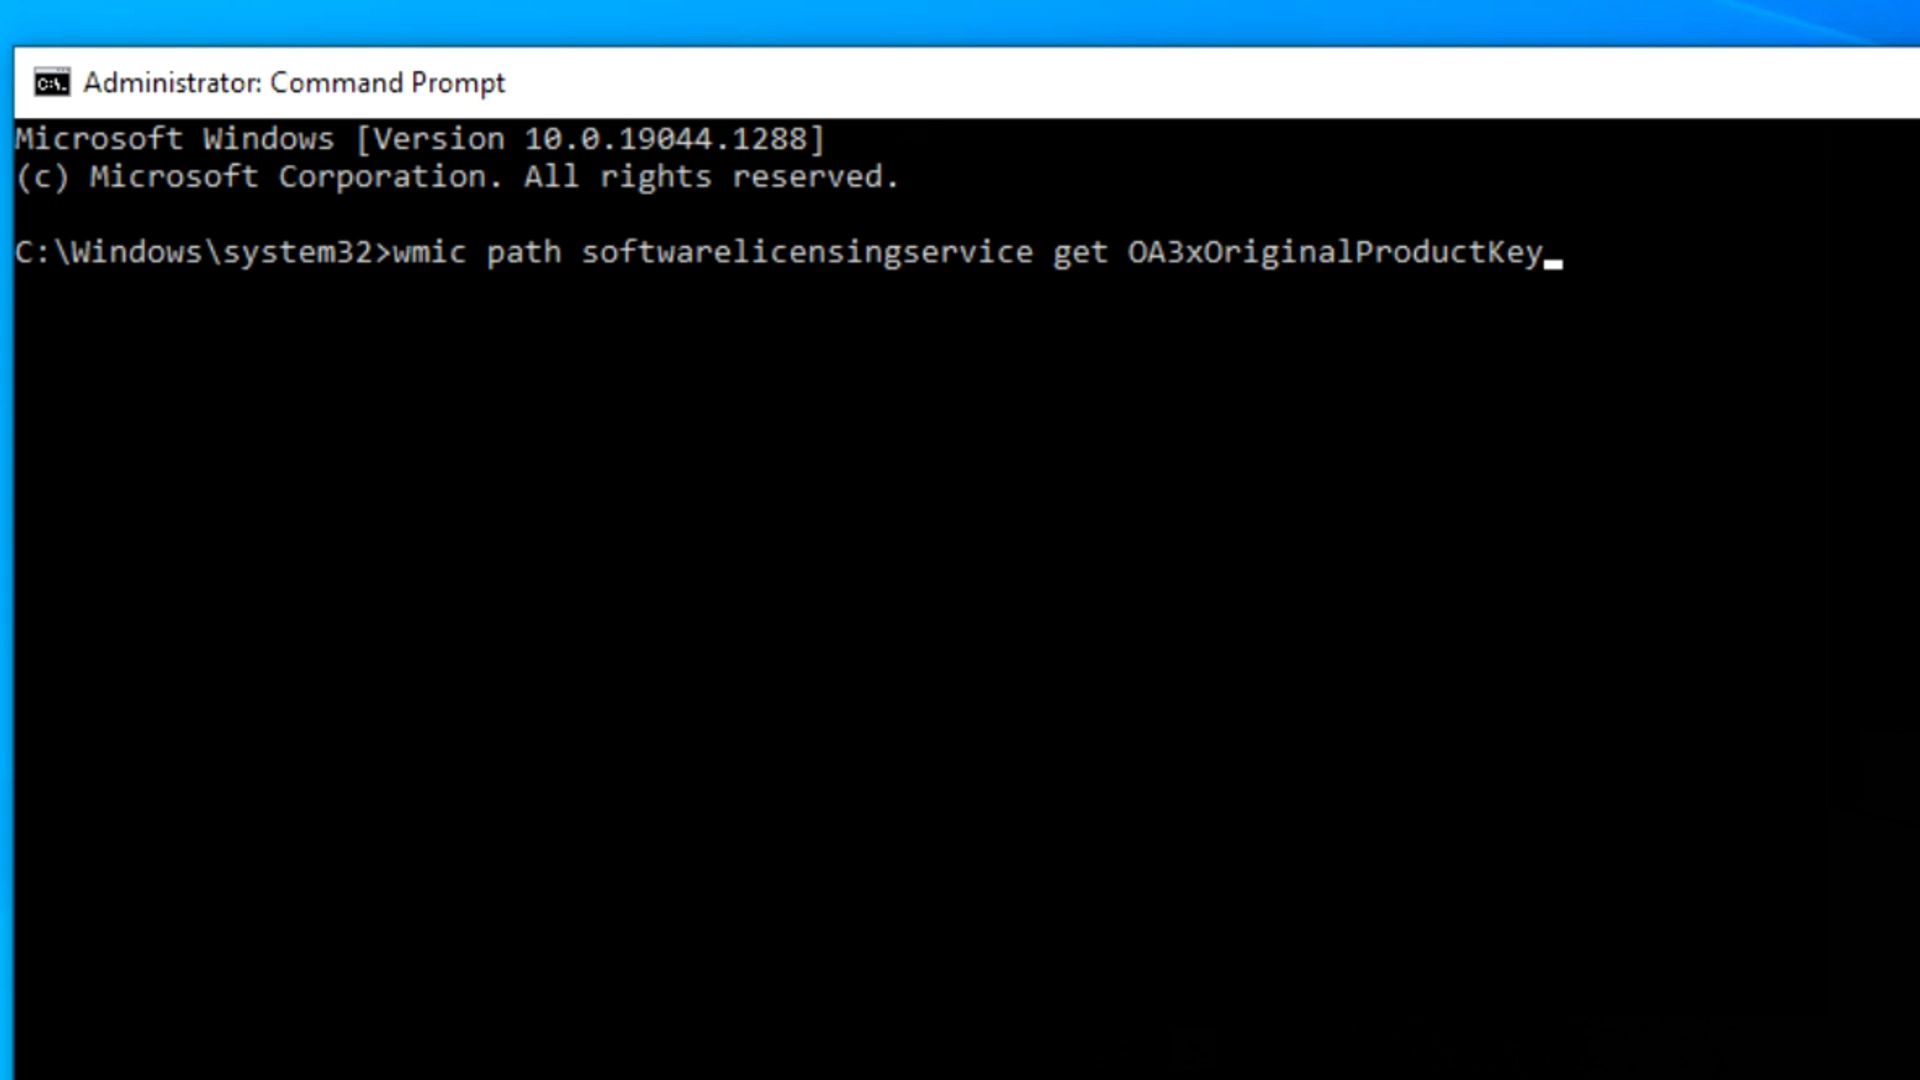 Administrator: Command Prompt
Microsoft Windows [Version 10.0.19044.1288]
(c) Microsoft Corporation. All rights reserved.
C:\Windows\system32>wmic path softwarelicensingservice get OA3xOriginalProductKey